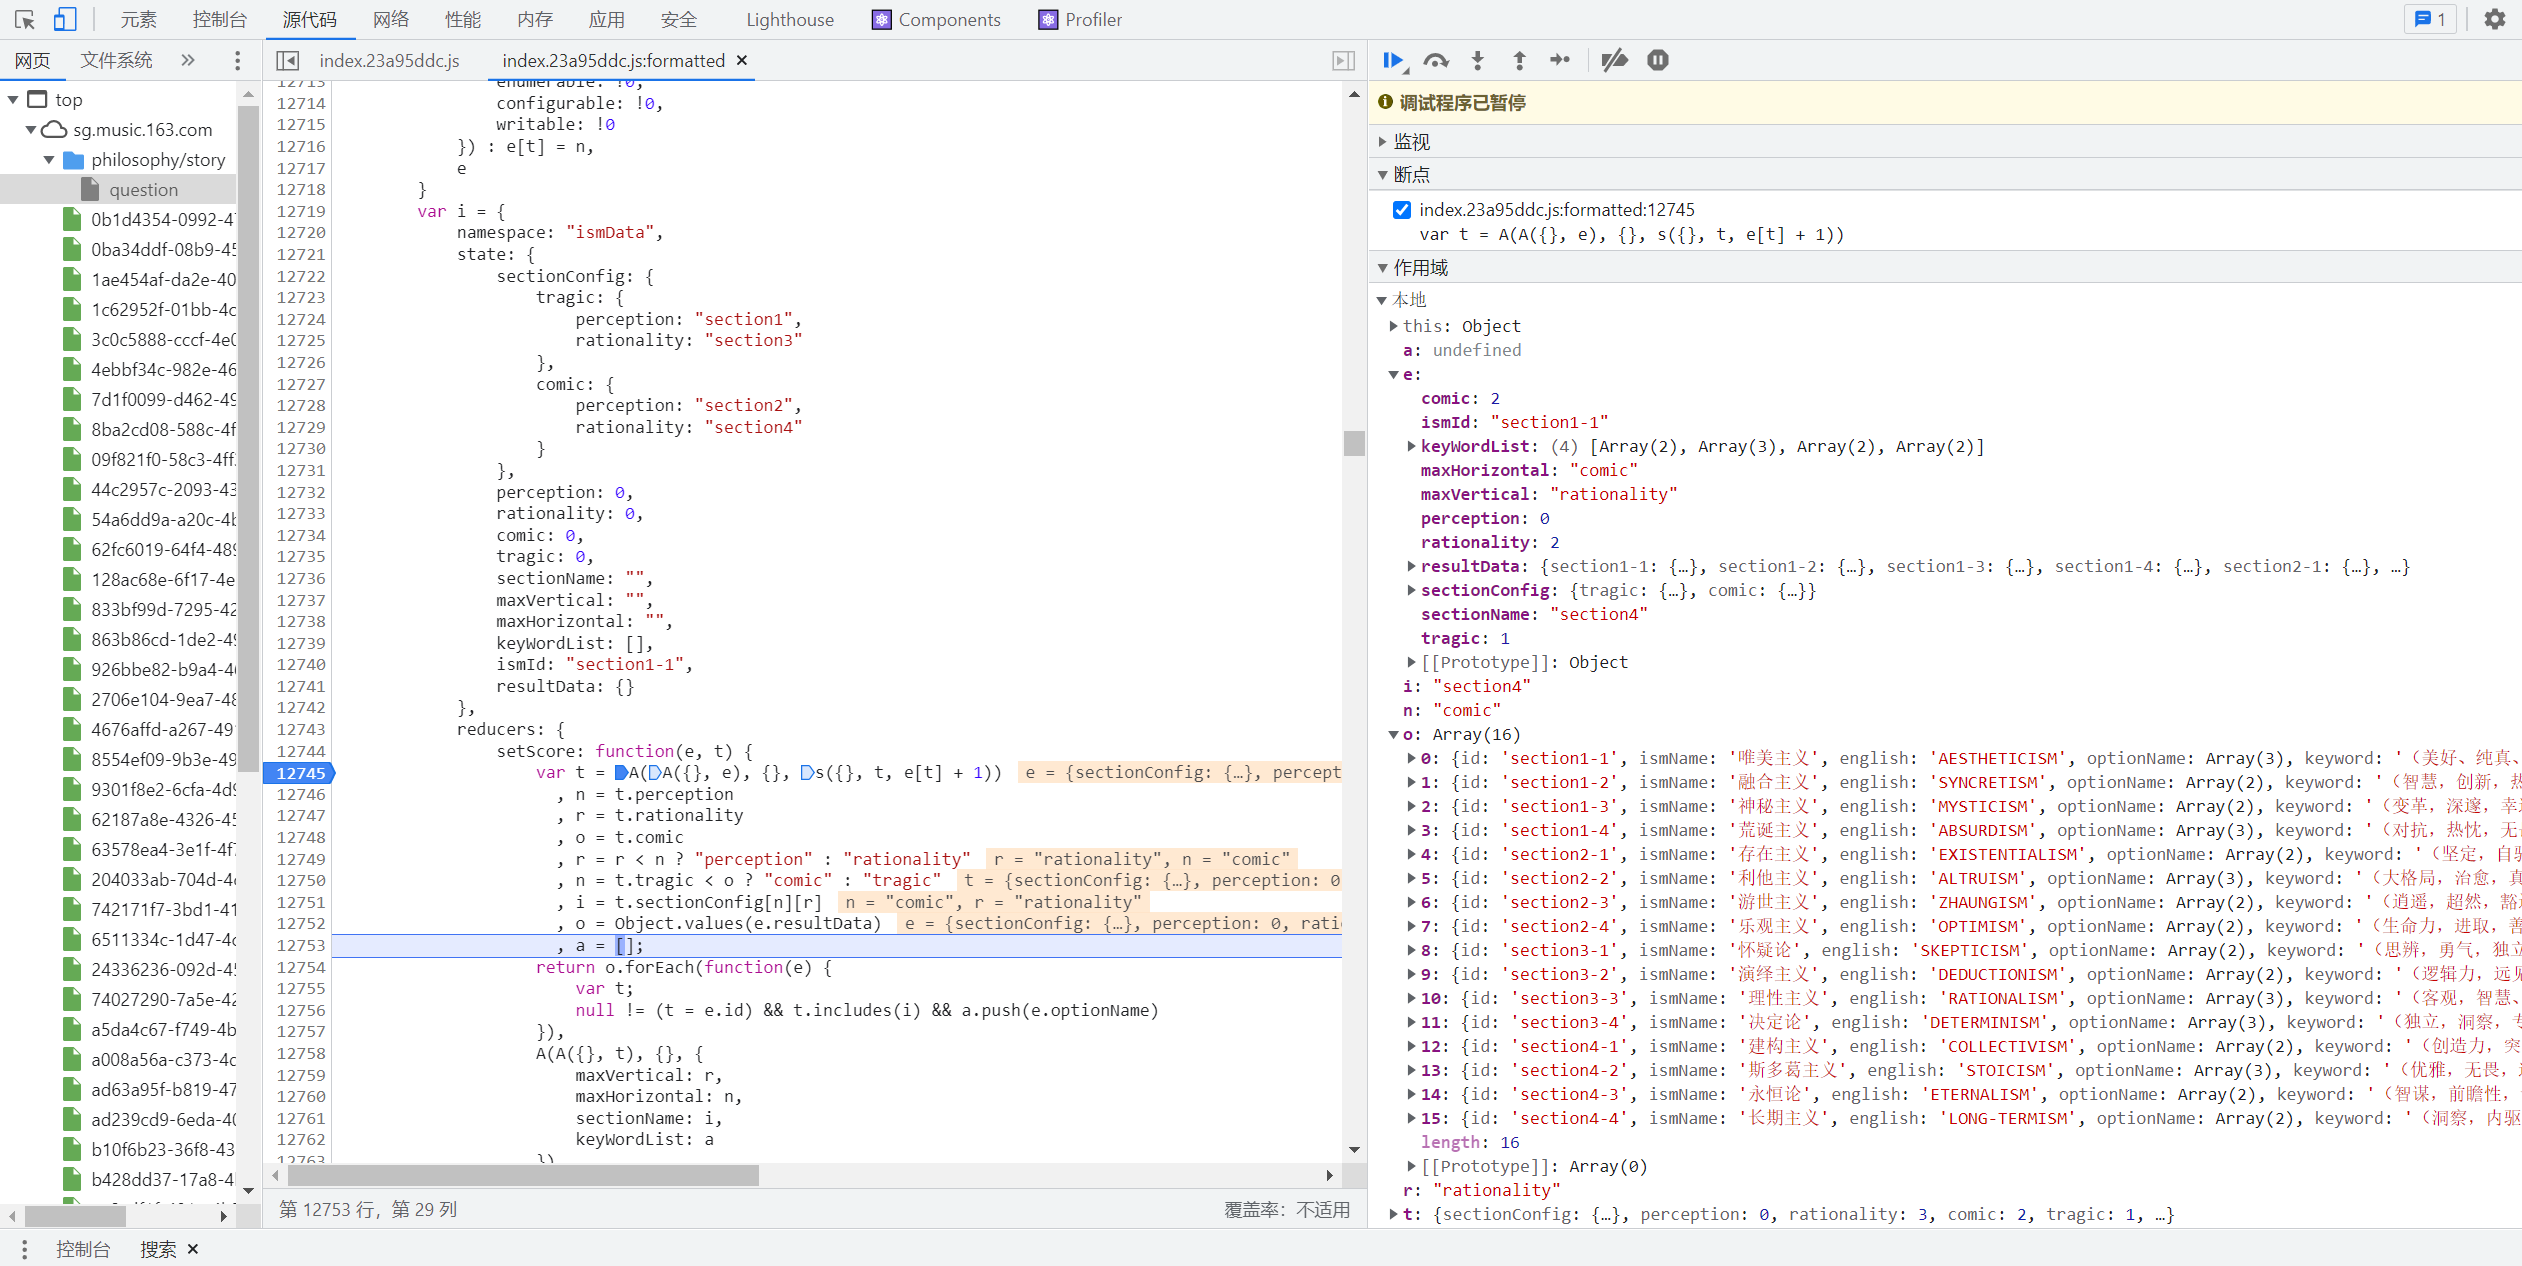 元素 控制台 源代码 网络 性能 内存 应用 安全 Lighthouse Components Profiler 1
网页 文件系统 »
top
sg.music.163.com
philosophy/story
question
0b1d4354-0992-47
0ba34ddf-08b9-45
1ae454af-da2e-40
1c62952f-01bb-4c
3c0c5888-cccf-4e0
4ebbf34c-982e-46
7d1f0099-d462-49
8ba2cd08-588c-4f
09f821f0-58c3-4ff
44c2957c-2093-43
54a6dd9a-a20c-4b
62fc6019-64f4-489
128ac68e-6f17-4e
833bf99d-7295-42
863b86cd-1de2-49
926bbe82-b9a4-4
2706e104-9ea7-48
4676affd-a267-491
8554ef09-9b3e-49
9301f8e2-6cfa-4d9
62187a8e-4326-45
63578ea4-3e1f-4f7
204033ab-704d-4
742171f7-3bd1-41
6511334c-1d47-4c
24336236-092d-45
74027290-7a5e-42
a5da4c67-f749-4b
a008a56a-c373-4c
ad63a95f-b819-47
ad239cd9-6eda-40
b10f6b23-36f8-43
b428dd37-17a8-4
index.23a95ddc.js index.23a95ddc.js:formatted ×
12713 enumerable: !0,
12714 configurable: !0,
12715 writable: !0
12716 }) : e[t] = n,
12717 e
12718 }
12719 var i = {
12720 namespace: "ismData",
12721 state: {
12722 sectionConfig: {
12723 tragic: {
12724 perception: "section1",
12725 rationality: "section3"
12726 },
12727 comic: {
12728 perception: "section2",
12729 rationality: "section4"
12730 }
12731 },
12732 perception: 0,
12733 rationality: 0,
12734 comic: 0,
12735 tragic: 0,
12736 sectionName: "",
12737 maxVertical: "",
12738 maxHorizontal: "",
12739 keyWordList: [],
12740 ismId: "section1-1",
12741 resultData: {}
12742 },
12743 reducers: {
12744 setScore: function(e, t) {
12745 var t = A(A({}, e), {}, s({}, t, e[t] + 1)) e = {sectionConfig: {…}, percept
12746 , n = t.perception
12747 , r = t.rationality
12748 , o = t.comic
12749 , r = r < n ? "perception" : "rationality" r = "rationality", n = "comic"
12750 , n = t.tragic < o ? "comic" : "tragic" t = {sectionConfig: {…}, perception: 0
12751 , i = t.sectionConfig[n][r] n = "comic", r = "rationality"
12752 , o = Object.values(e.resultData) e = {sectionConfig: {…}, perception: 0, rati
12753 , a = [];
12754 return o.forEach(function(e) {
12755 var t;
12756 null != (t = e.id) && t.includes(i) && a.push(e.optionName)
12757 }),
12758 A(A({}, t), {}, {
12759 maxVertical: r,
12760 maxHorizontal: n,
12761 sectionName: i,
12762 keyWordList: a
12763 })
第 12753 行，第 29 列 覆盖率：不适用
调试程序已暂停
监视
断点
index.23a95ddc.js:formatted:12745
var t = A(A({}, e), {}, s({}, t, e[t] + 1))
作用域
本地
this: Object
a: undefined
e:
comic: 2
ismId: "section1-1"
keyWordList: (4) [Array(2), Array(3), Array(2), Array(2)]
maxHorizontal: "comic"
maxVertical: "rationality"
perception: 0
rationality: 2
resultData: {section1-1: {…}, section1-2: {…}, section1-3: {…}, section1-4: {…}, section2-1: {…}, …}
sectionConfig: {tragic: {…}, comic: {…}}
sectionName: "section4"
tragic: 1
[[Prototype]]: Object
i: "section4"
n: "comic"
o: Array(16)
0: {id: 'section1-1', ismName: '唯美主义', english: 'AESTHETICISM', optionName: Array(3), keyword: '（美好、纯真、
1: {id: 'section1-2', ismName: '融合主义', english: 'SYNCRETISM', optionName: Array(2), keyword: '（智慧，创新，热
2: {id: 'section1-3', ismName: '神秘主义', english: 'MYSTICISM', optionName: Array(2), keyword: '（变革，深邃，幸
3: {id: 'section1-4', ismName: '荒诞主义', english: 'ABSURDISM', optionName: Array(3), keyword: '（对抗，热忱，无
4: {id: 'section2-1', ismName: '存在主义', english: 'EXISTENTIALISM', optionName: Array(2), keyword: '（坚定，自
5: {id: 'section2-2', ismName: '利他主义', english: 'ALTRUISM', optionName: Array(3), keyword: '（大格局，治愈，真
6: {id: 'section2-3', ismName: '游世主义', english: 'ZHAUNGISM', optionName: Array(2), keyword: '（逍遥，超然，豁
7: {id: 'section2-4', ismName: '乐观主义', english: 'OPTIMISM', optionName: Array(2), keyword: '（生命力，进取，善
8: {id: 'section3-1', ismName: '怀疑论', english: 'SKEPTICISM', optionName: Array(2), keyword: '（思辨，勇气，独立
9: {id: 'section3-2', ismName: '演绎主义', english: 'DEDUCTIONISM', optionName: Array(2), keyword: '（逻辑力，远见
10: {id: 'section3-3', ismName: '理性主义', english: 'RATIONALISM', optionName: Array(3), keyword: '（客观，智慧、
11: {id: 'section3-4', ismName: '决定论', english: 'DETERMINISM', optionName: Array(3), keyword: '（独立，洞察，专
12: {id: 'section4-1', ismName: '建构主义', english: 'COLLECTIVISM', optionName: Array(2), keyword: '（创造力，突
13: {id: 'section4-2', ismName: '斯多葛主义', english: 'STOICISM', optionName: Array(3), keyword: '（优雅，无畏，
14: {id: 'section4-3', ismName: '永恒论', english: 'ETERNALISM', optionName: Array(2), keyword: '（智谋，前瞻性，
15: {id: 'section4-4', ismName: '长期主义', english: 'LONG-TERMISM', optionName: Array(2), keyword: '（洞察，内驱
length: 16
[[Prototype]]: Array(0)
r: "rationality"
t: {sectionConfig: {…}, perception: 0, rationality: 3, comic: 2, tragic: 1, …}
控制台 搜索 ×